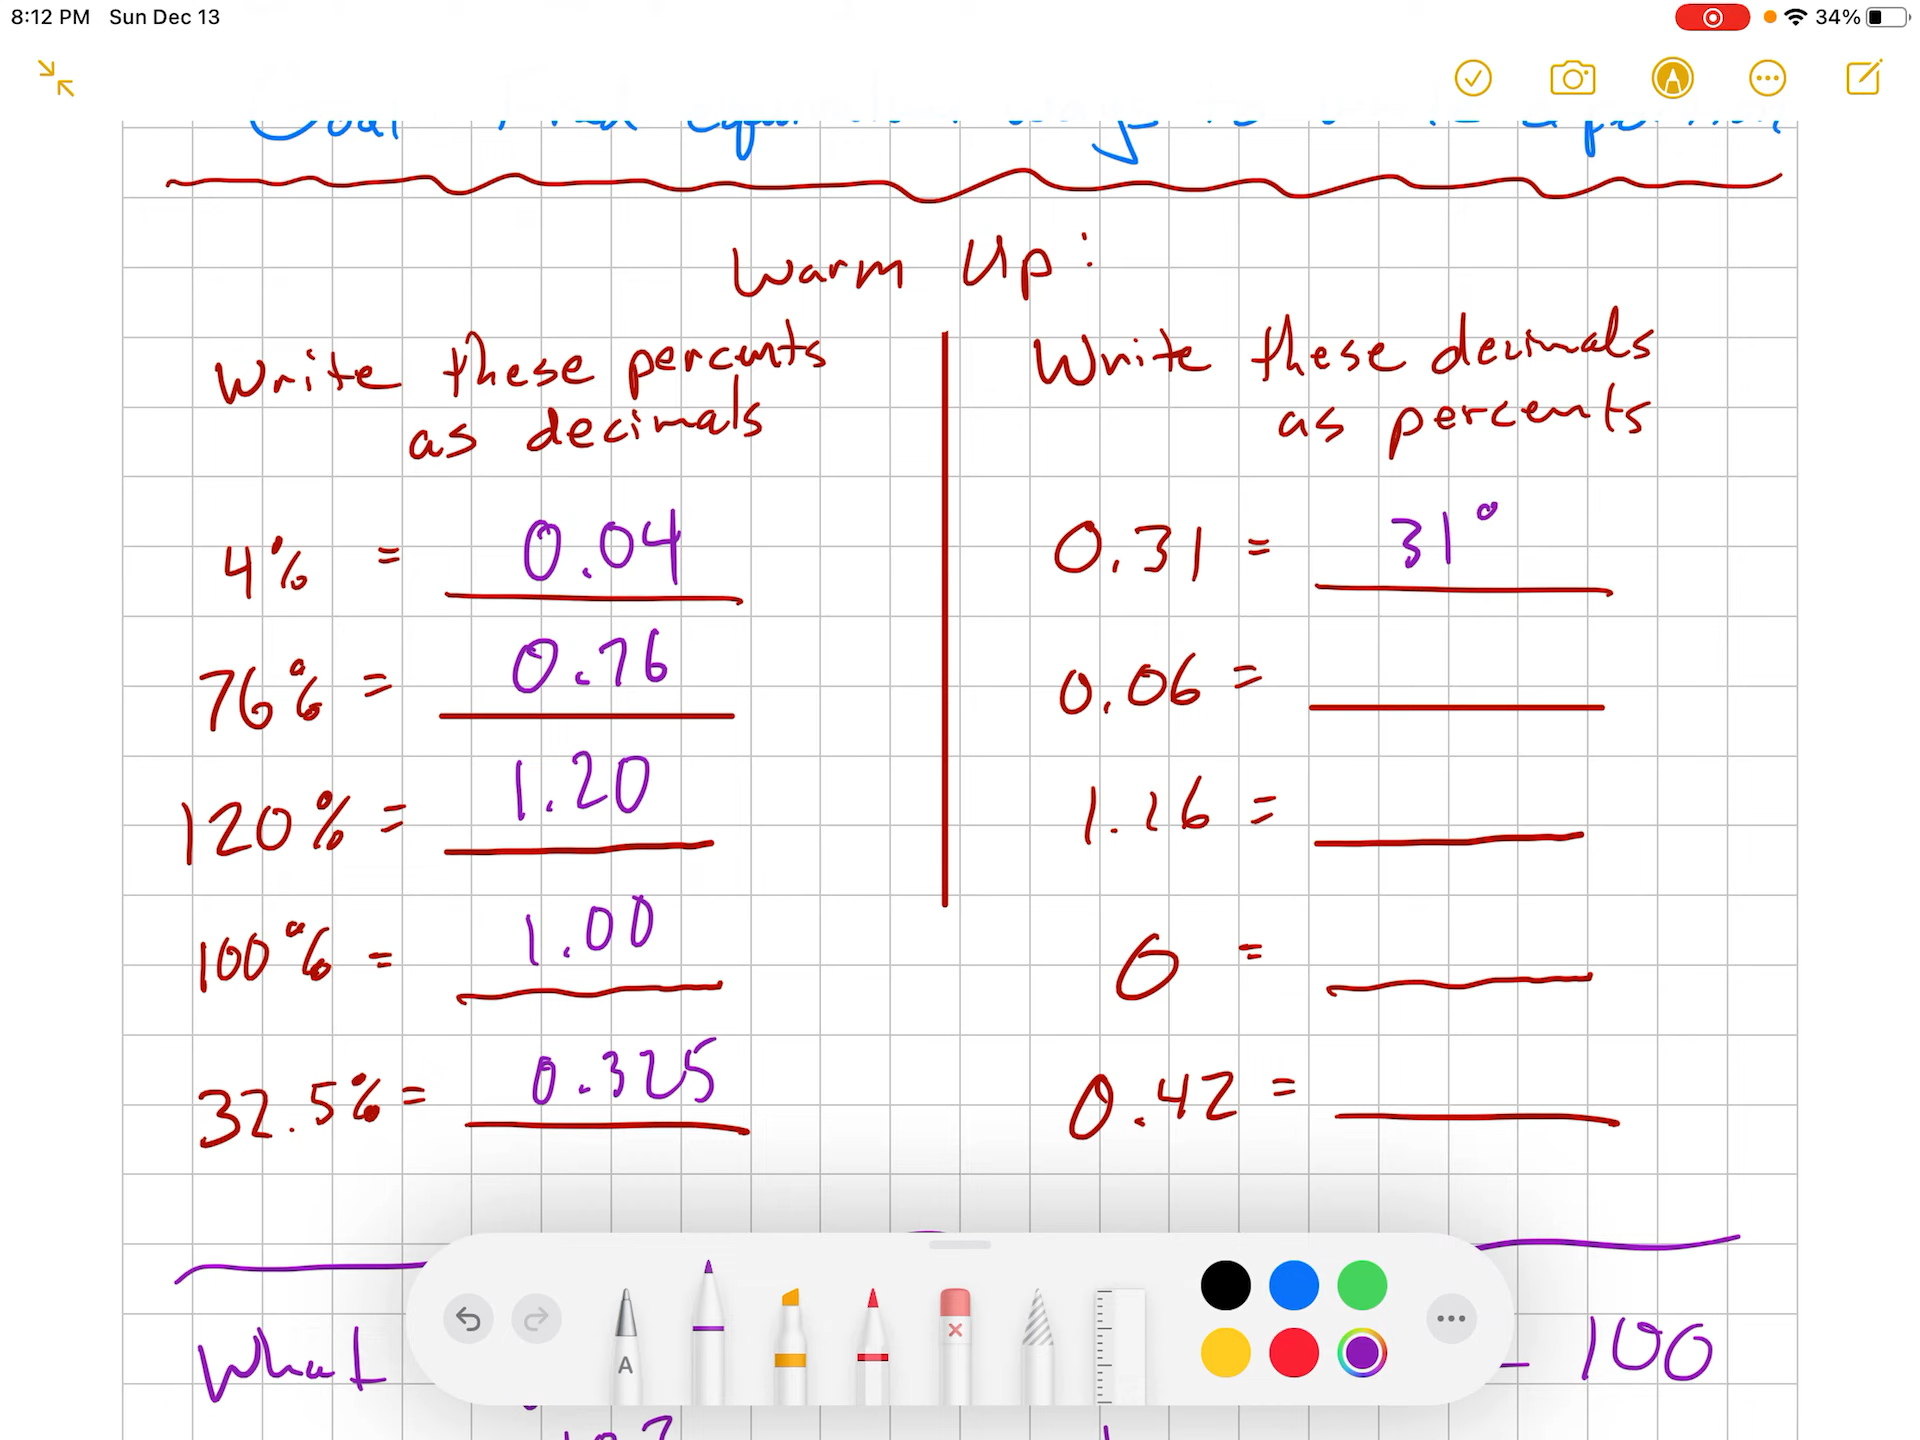 8:12 PM Sun Dec 13
34%
Warm Up:
Write these percents
as decimals
4% = 0.04
76% = 0.76
120% = 1.20
100% = 1.00
32.5% = 0.325
Write these decimals
as percents
0.31 = 31°
0.06 =
1.16 =
0 =
0.42 =
A
What
100